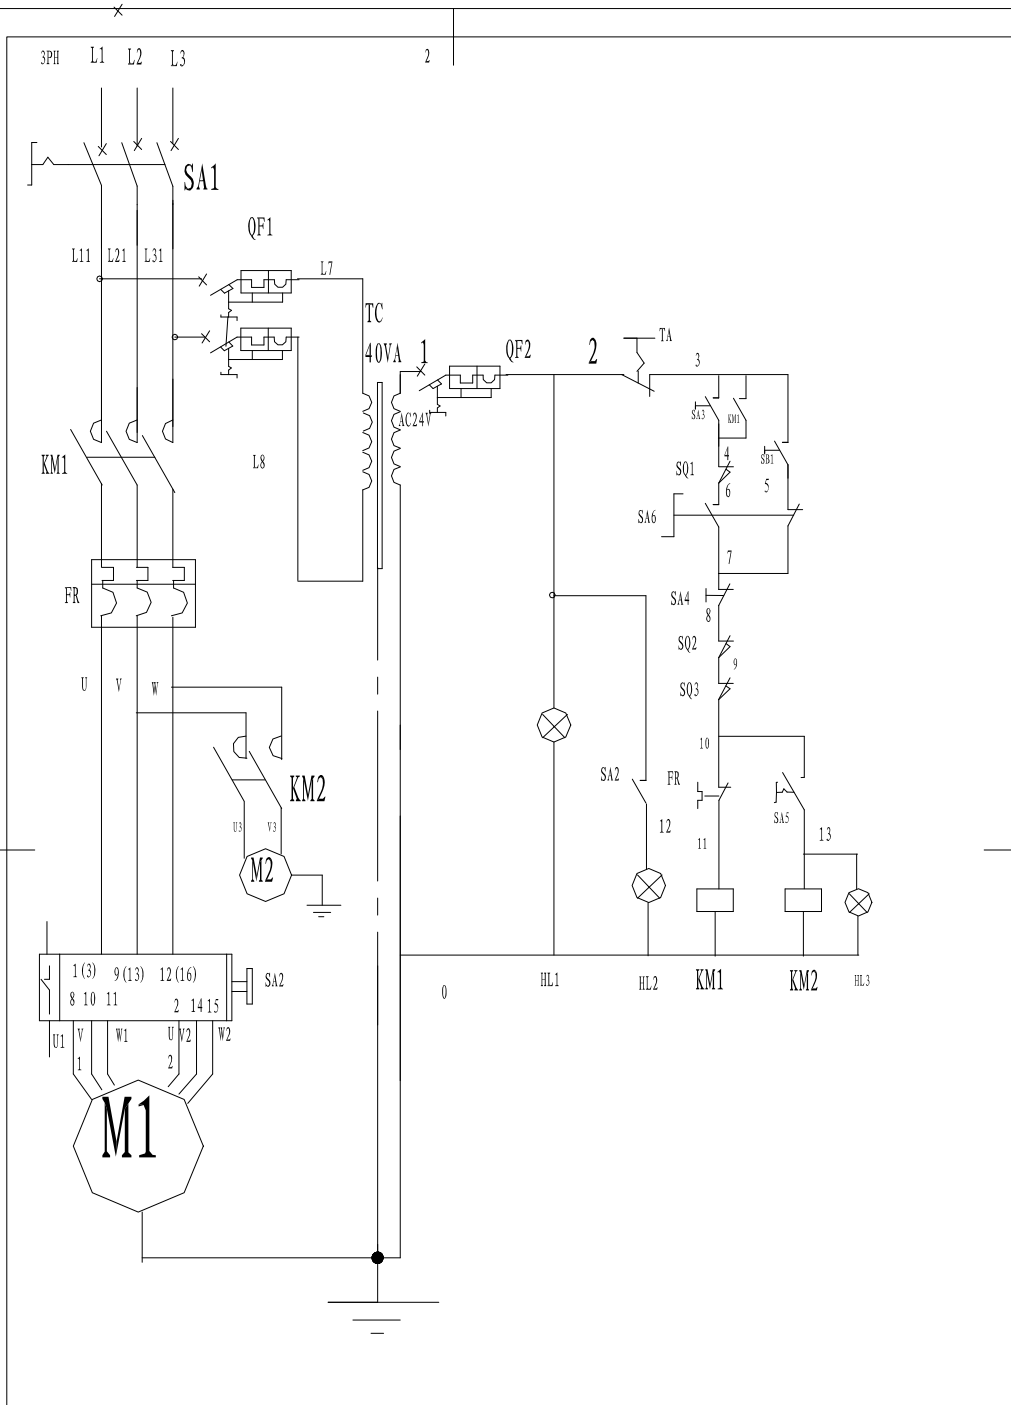 3PH L1 L2 L3 2
SA1
QF1
L11 L21 L31
L7
TC
40VA 1 QF2 2 TA
3
AC24V SA3 KM1
KM1 L8 4 SB1
SQ1 5
6
SA6
7
FR SA4
8
SQ2
9
U V W SQ3
10
SA2 FR
KM2 SA5
U3 V3 12 13
11
M2
1(3) 9(13) 12(16) SA2
8 10 11 2 14 15
HL1 HL2 KM1 KM2 HL3
0
U1 V W1 U V2 W2
1 2
M1